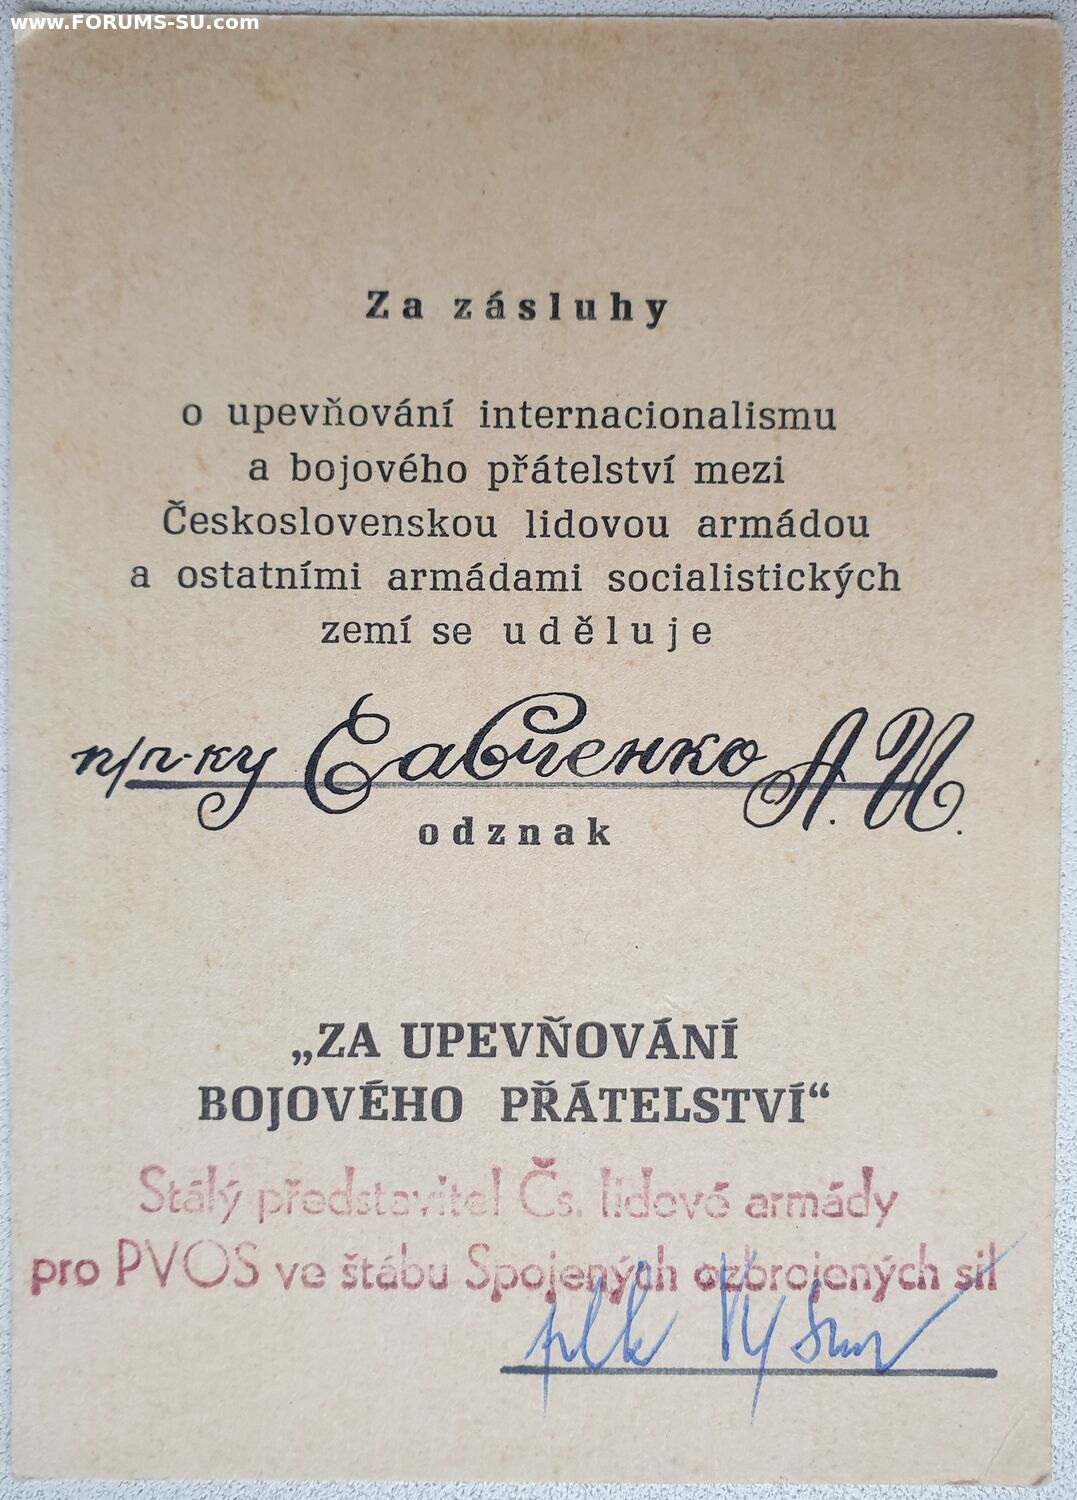 www.FORUMS-SU.com
Za zásluhy
o upevňování internacionalismu
a bojového přátelství mezi
Československou lidovou armádou
a ostatními armádami socialistických
zemí se uděluje
п/п-ку Савченко А. И.
odznak
„ZA UPEVŇOVÁNÍ
BOJOVÉHO PŘÁTELSTVÍ“
Stálý představitel Čs. lidové armády
pro PVOS ve štábu Spojených ozbrojených sil
plk